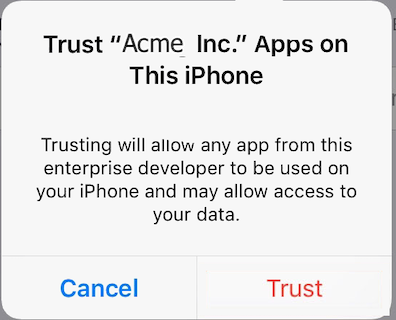 Trust “Acme Inc.” Apps on
This iPhone
Trusting will allow any app from this
enterprise developer to be used on
your iPhone and may allow access to
your data.
Cancel
Trust